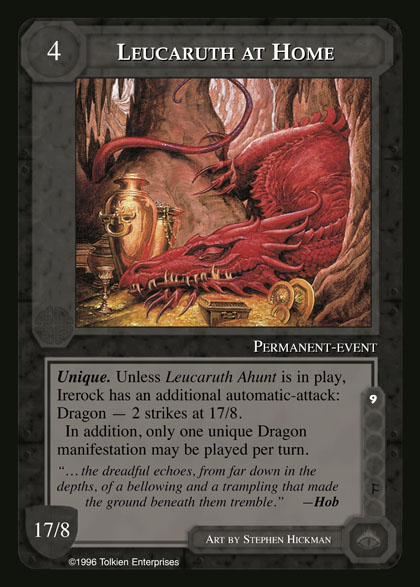 4
LEUCARUTH AT HOME
PERMANENT-EVENT
Unique. Unless Leucaruth Ahunt is in play,
Irerock has an additional automatic-attack:
Dragon — 2 strikes at 17/8.
In addition, only one unique Dragon
manifestation may be played per turn.
“…the dreadful echoes, from far down in the
depths, of a bellowing and a trampling that made
the ground beneath them tremble.” —Hob
9
17/8
ART BY STEPHEN HICKMAN
©1996 Tolkien Enterprises